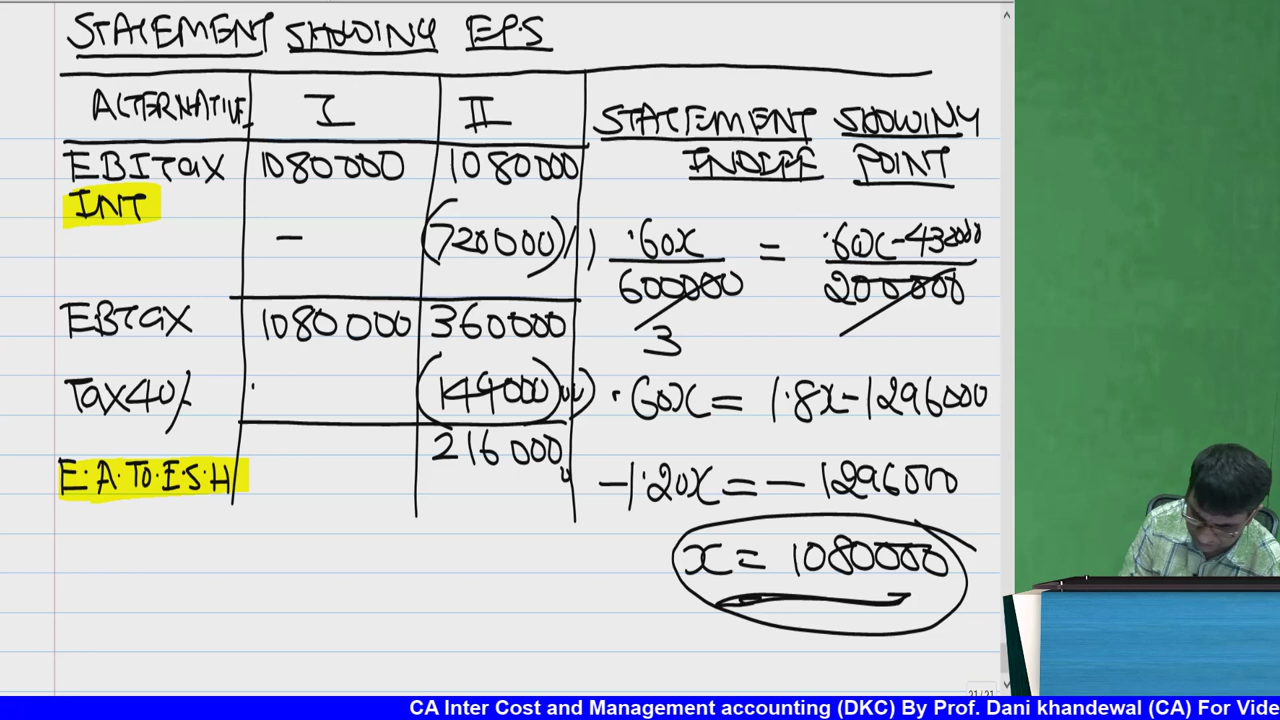 STATEMENT SHOWING EPS
ALTERNATIVE I II
EBITax 1080000 1080000
INT - (720000)
EBTax 1080000 360000
Tax 40% (144000)
216000
E.A.TO.E.S.H
STATEMENT SHOWING
INDIFF POINT
.60x = .60x-432000
600000 200000
3
.60x = 1.8x-1296000
-1.20x = - 1296000
x = 1080000
21/21
CA Inter Cost and Management accounting (DKC) By Prof. Dani khandewal (CA) For Vide